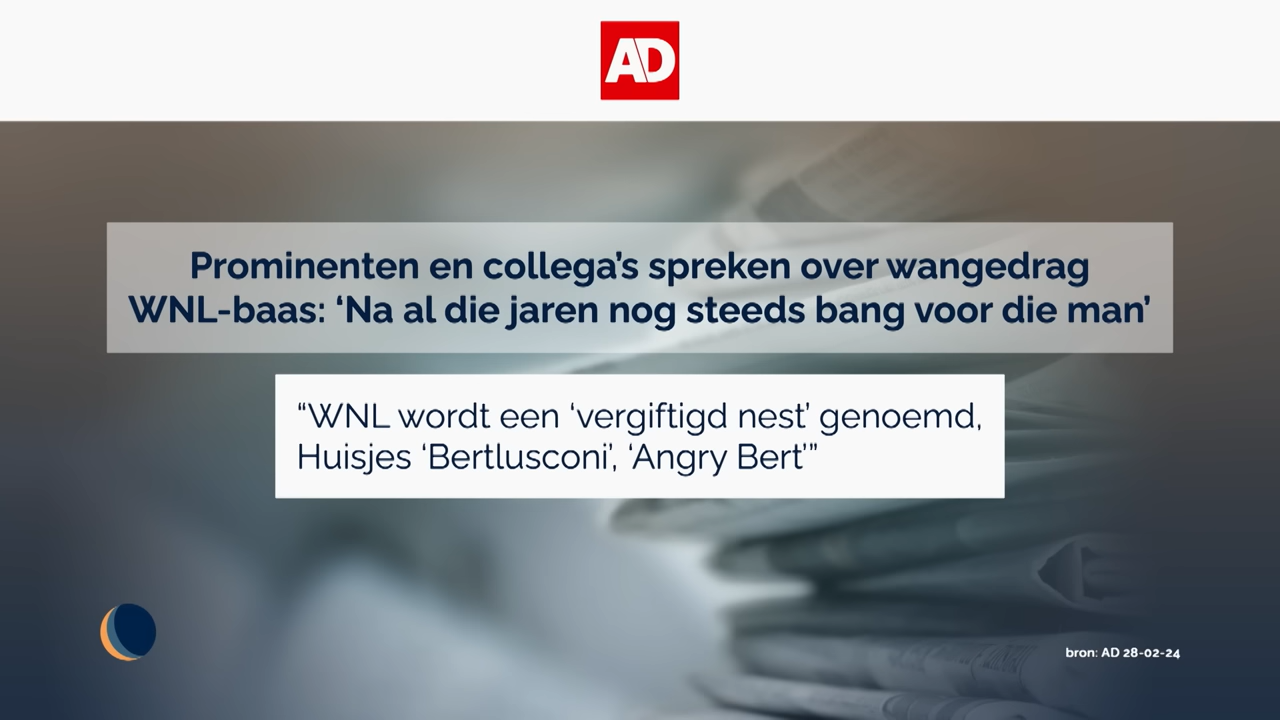 AD
Prominenten en collega’s spreken over wangedrag
WNL-baas: ‘Na al die jaren nog steeds bang voor die man’
“WNL wordt een ‘vergiftigd nest’ genoemd,
Huisjes ‘Bertlusconi’, ‘Angry Bert’”
bron: AD 28-02-24